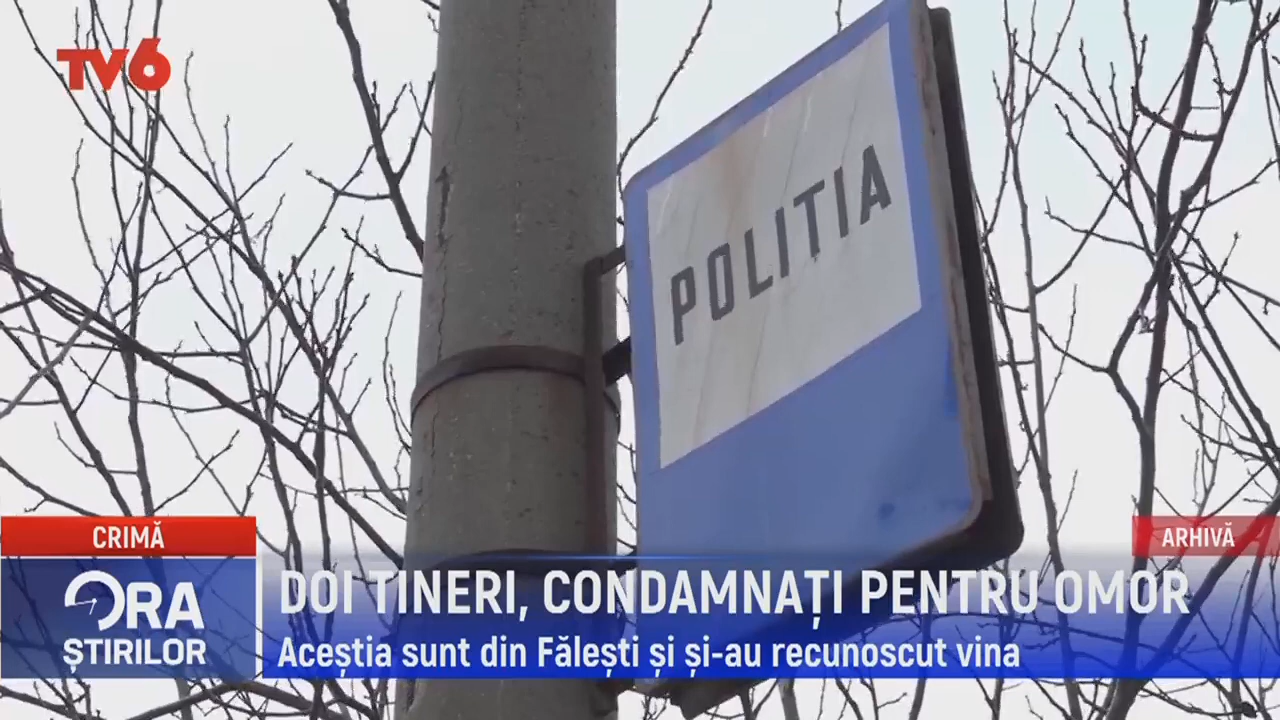 TV6
POLIȚIA
CRIMĂ
ARHIVĂ
ORA
ȘTIRILOR
DOI TINERI, CONDAMNAȚI PENTRU OMOR
Aceștia sunt din Fălești și și-au recunoscut vina